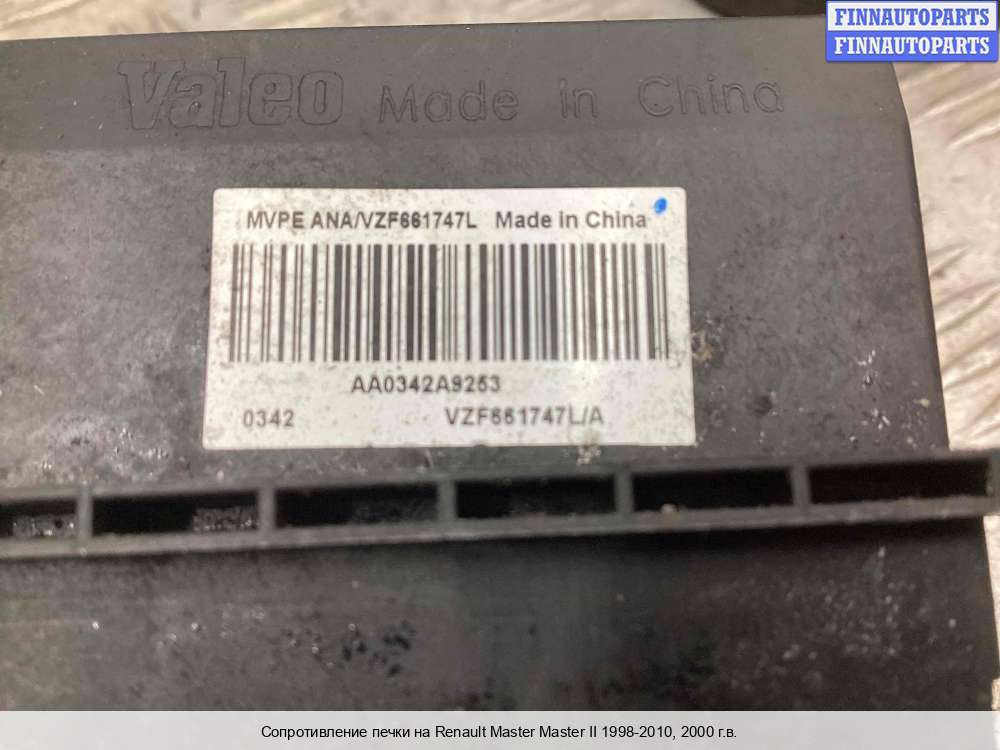 FINNAUTOPARTS
FINNAUTOPARTS
Valeo Made in China
MVPE ANA/VZF661747L Made in China
AA0342A9253
0342 VZF661747L/A
Сопротивление печки на Renault Master Master II 1998-2010, 2000 г.в.